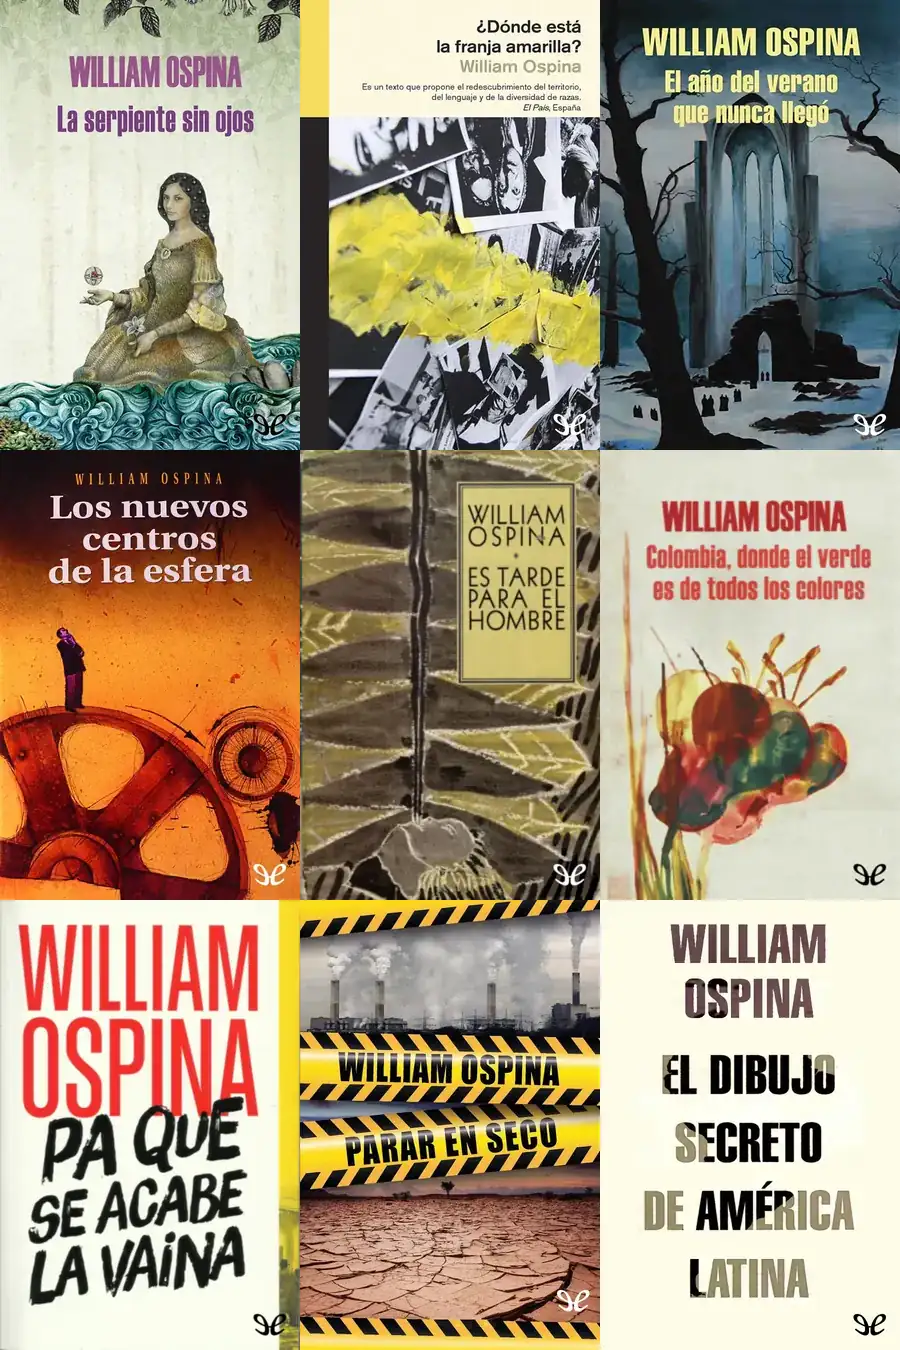 WILLIAM OSPINA
La serpiente sin ojos
¿Dónde está
la franja amarilla?
William Ospina
Es un texto que propone el redescubrimiento del territorio,
del lenguaje y de la diversidad de razas.
El País, España
WILLIAM OSPINA
El año del verano
que nunca llegó
WILLIAM OSPINA
Los nuevos
centros
de la esfera
WILLIAM
OSPINA
ES TARDE
PARA EL
HOMBRE
WILLIAM OSPINA
Colombia, donde el verde
es de todos los colores
WILLIAM
OSPINA
PA QUE
SE ACABE
LA VAiNA
WILLIAM OSPINA
PARAR EN SECO
WILLIAM
OSPINA
EL DIBUJO
SECRETO
DE AMÉRICA
LATINA